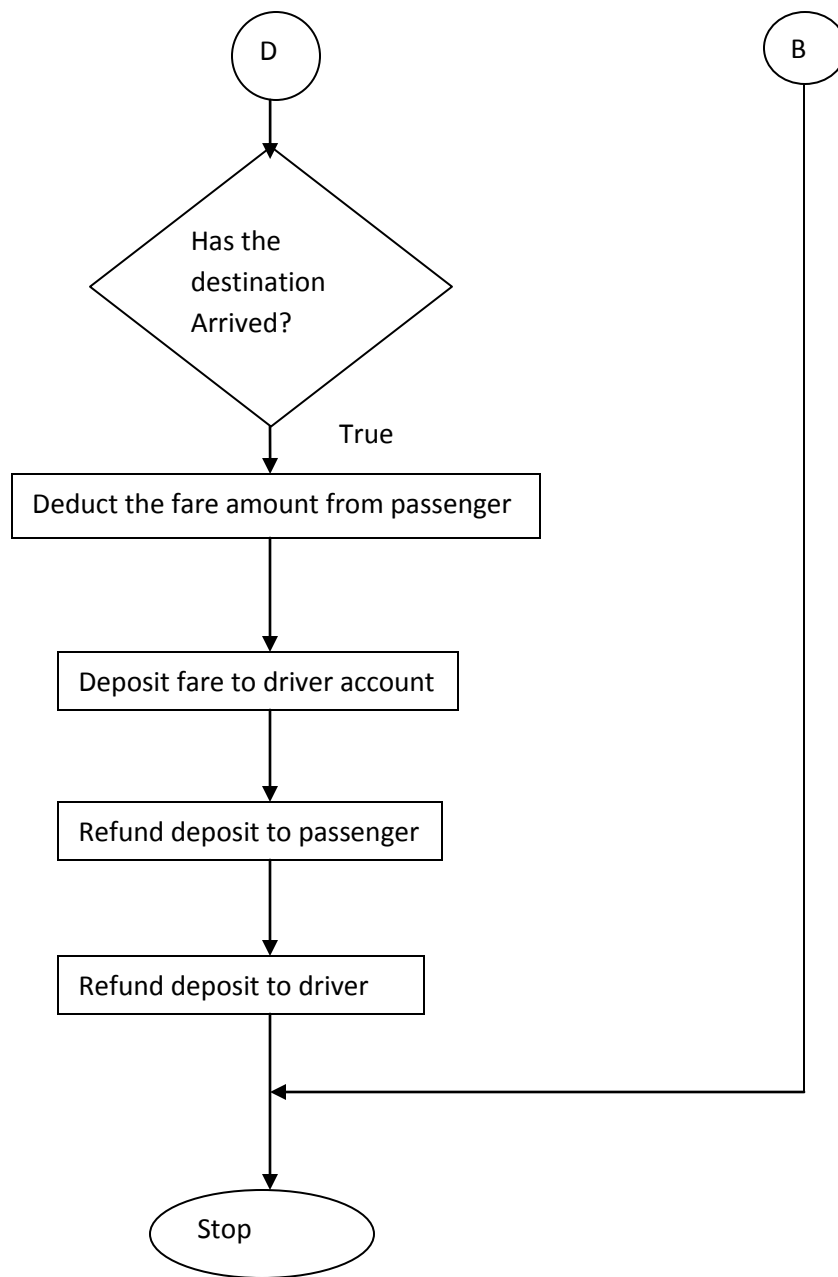 D
B
Has the
destination
Arrived?
True
Deduct the fare amount from passenger
Deposit fare to driver account
Refund deposit to passenger
Refund deposit to driver
Stop